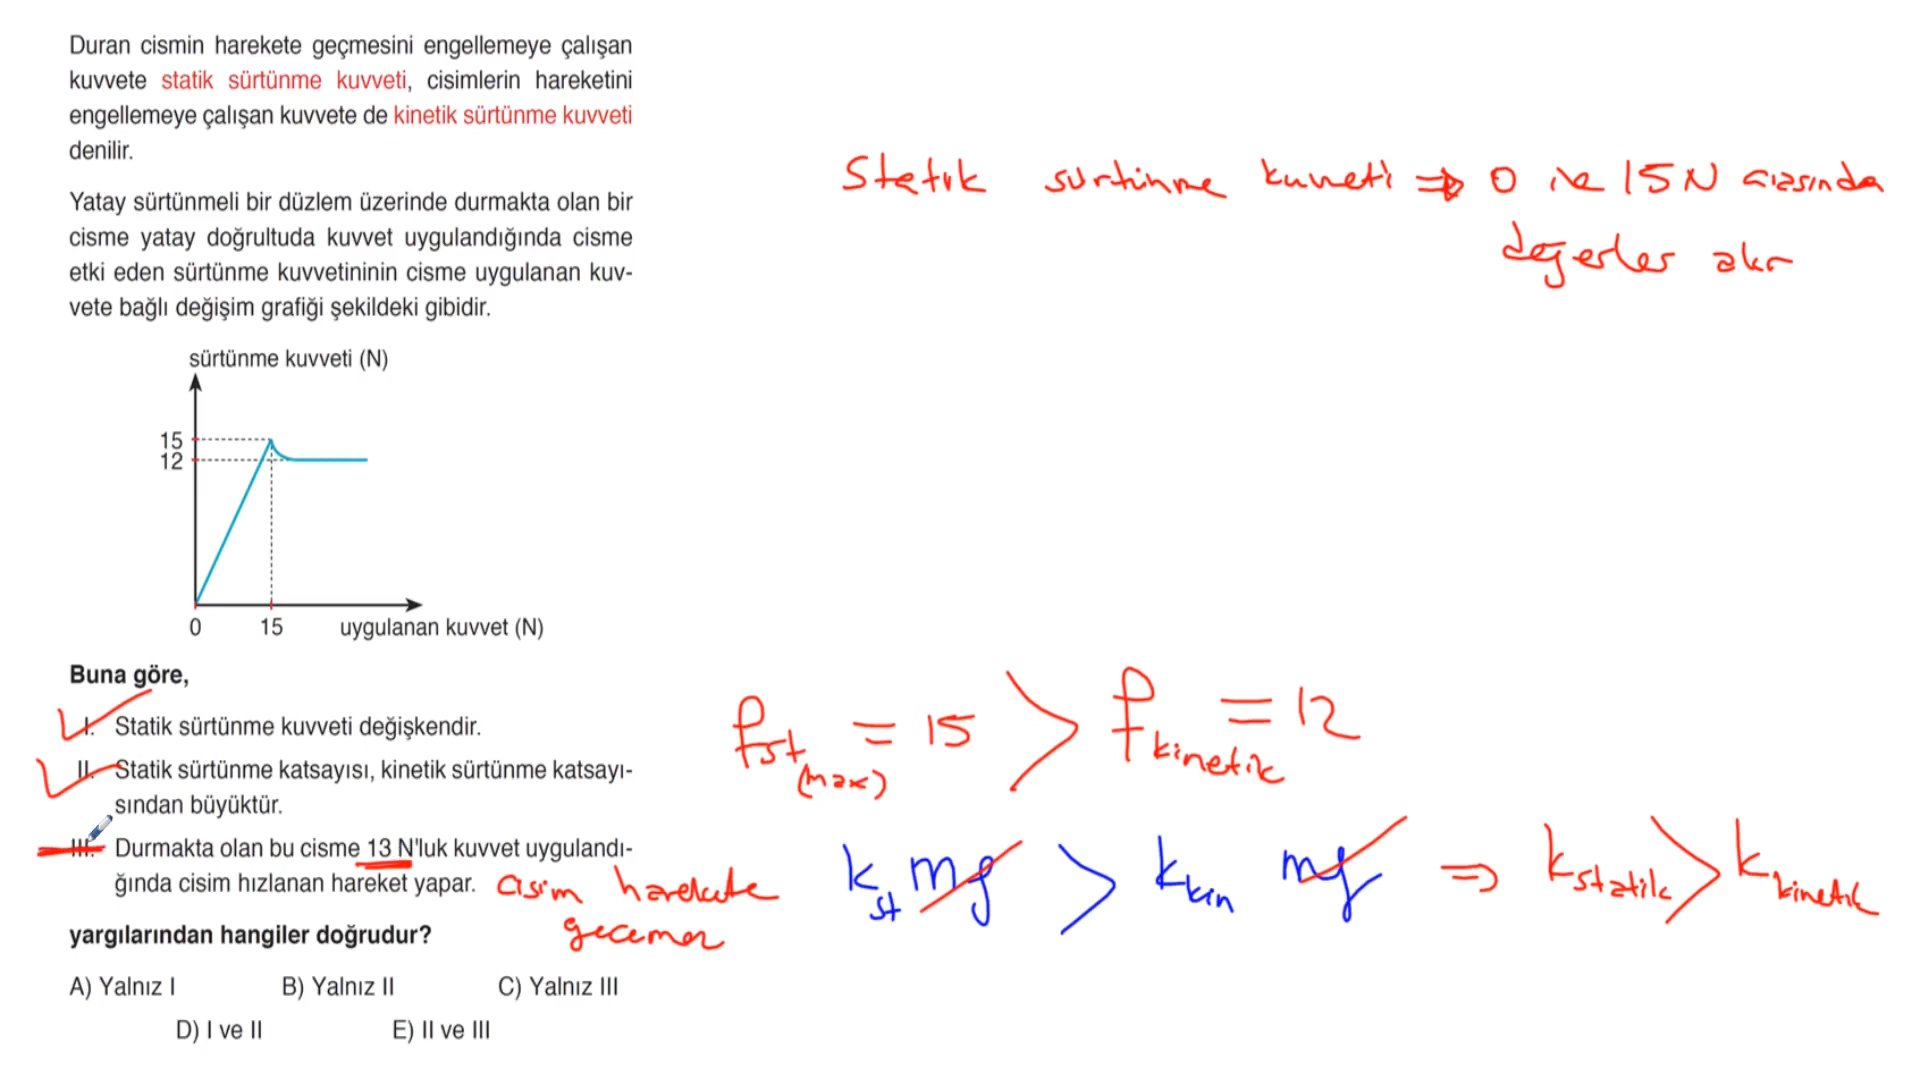 Duran cismin harekete geçmesini engellemeye çalışan
kuvvete statik sürtünme kuvveti, cisimlerin hareketini
engellemeye çalışan kuvvete de kinetik sürtünme kuvveti
denilir.
Yatay sürtünmeli bir düzlem üzerinde durmakta olan bir
cisme yatay doğrultuda kuvvet uygulandığında cisme
etki eden sürtünme kuvvetininin cisme uygulanan kuv-
vete bağlı değişim grafiği şekildeki gibidir.
Statik sürtünme kuvveti ⇒ 0 ile 15N arasında
değerler alır
sürtünme kuvveti (N)
15
12
0 15 uygulanan kuvvet (N)
Buna göre,
I. Statik sürtünme kuvveti değişkendir.
II. Statik sürtünme katsayısı, kinetik sürtünme katsayı-
sından büyüktür.
III. Durmakta olan bu cisme 13 N'luk kuvvet uygulandı-
ğında cisim hızlanan hareket yapar.
cisim harekete
geçemez
fst(max) = 15 > fkinetik = 12
kst mg > kkin mg ⇒ kstatik > kkinetik
yargılarından hangiler doğrudur?
A) Yalnız I B) Yalnız II C) Yalnız III
D) I ve II E) II ve III